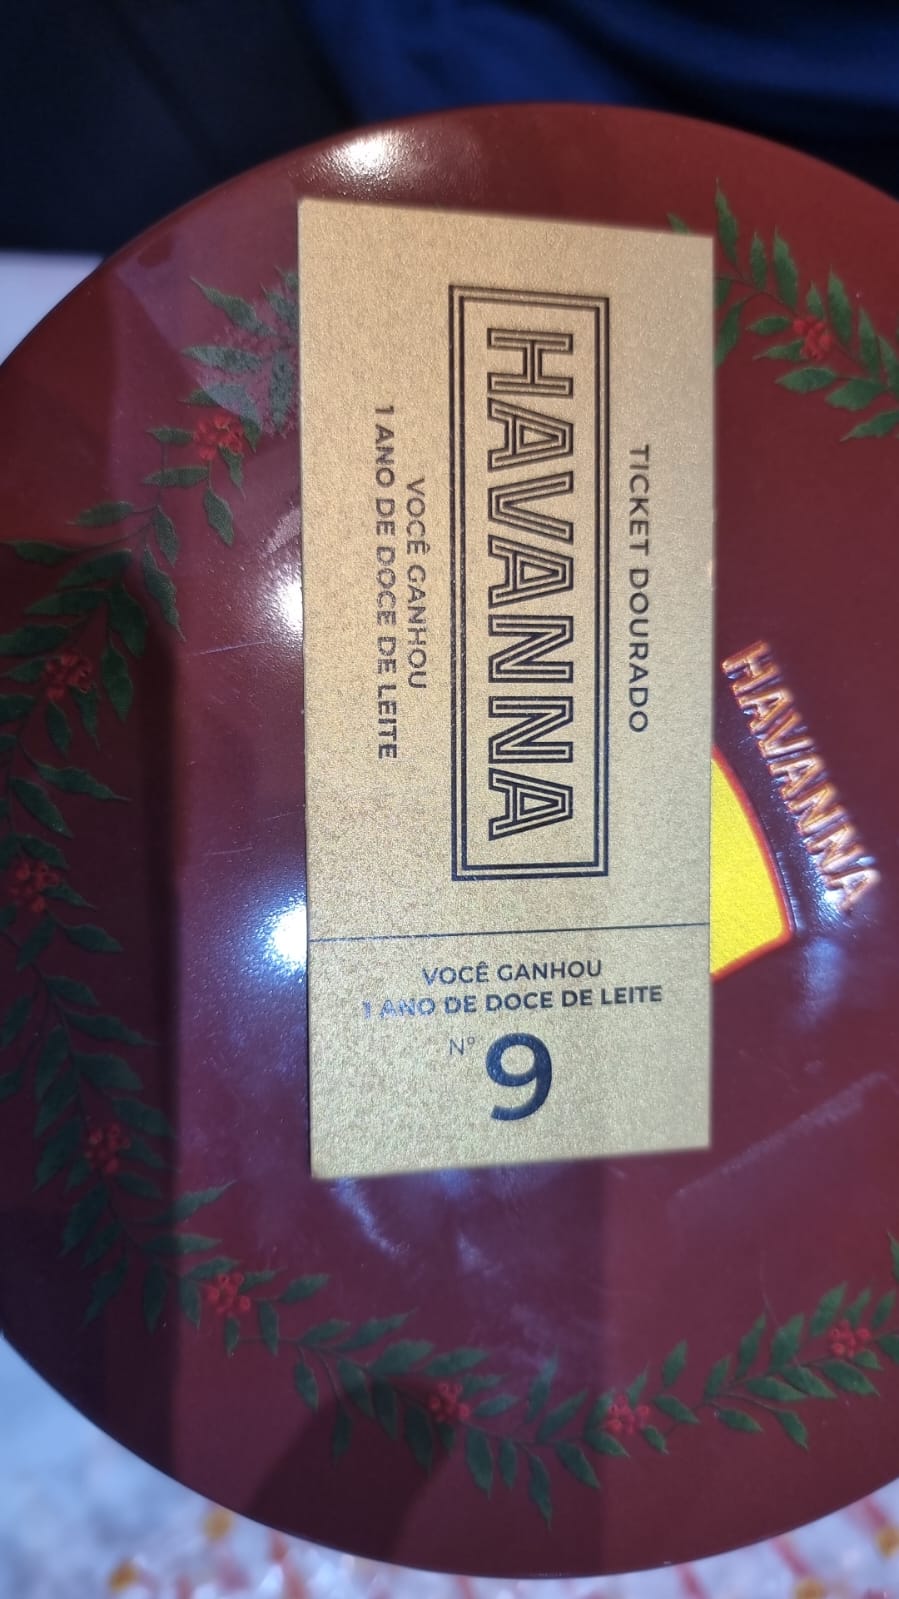 TICKET DOURADO
HAVANNA
VOCÊ GANHOU
1 ANO DE DOCE DE LEITE
VOCÊ GANHOU
1 ANO DE DOCE DE LEITE
Nº 9
HAVANNA